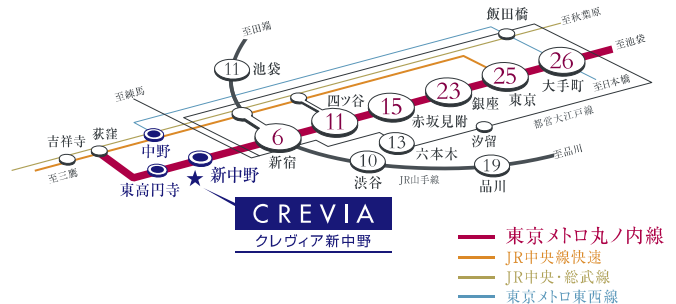 至田端
飯田橋
至秋葉原
11
池袋
至池袋
26
大手町
至練馬
四ツ谷
25
東京
至日本橋
23
銀座
15
赤坂見附
11
都営大江戸線
吉祥寺
荻窪
中野
6
新宿
13
六本木
汐留
至三鷹
東高円寺
新中野
10
渋谷
JR山手線
19
品川
至品川
CREVIA
クレヴィア新中野
東京メトロ丸ノ内線
JR中央線快速
JR中央・総武線
東京メトロ東西線